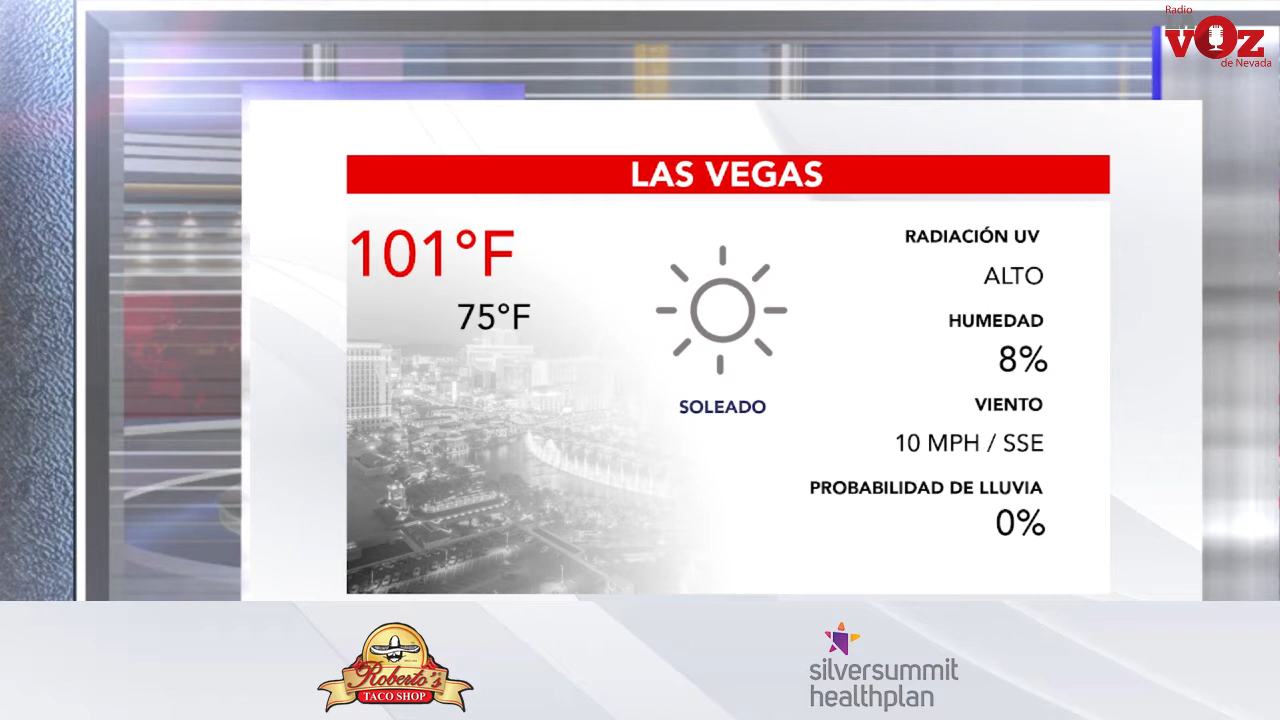 Radio
VOZ
de Nevada
LAS VEGAS
101°F
75°F
SOLEADO
RADIACIÓN UV
ALTO
HUMEDAD
8%
VIENTO
10 MPH / SSE
PROBABILIDAD DE LLUVIA
0%
Roberto's
TACO SHOP
silversummit
healthplan